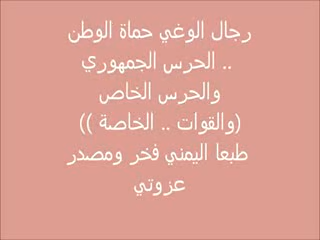 رجال الوغي حماة الوطن
.. الحرس الجمهوري
والحرس الخاص
(والقوات .. الخاصة ))
طبعا اليمني فخر ومصدر
عزوتي